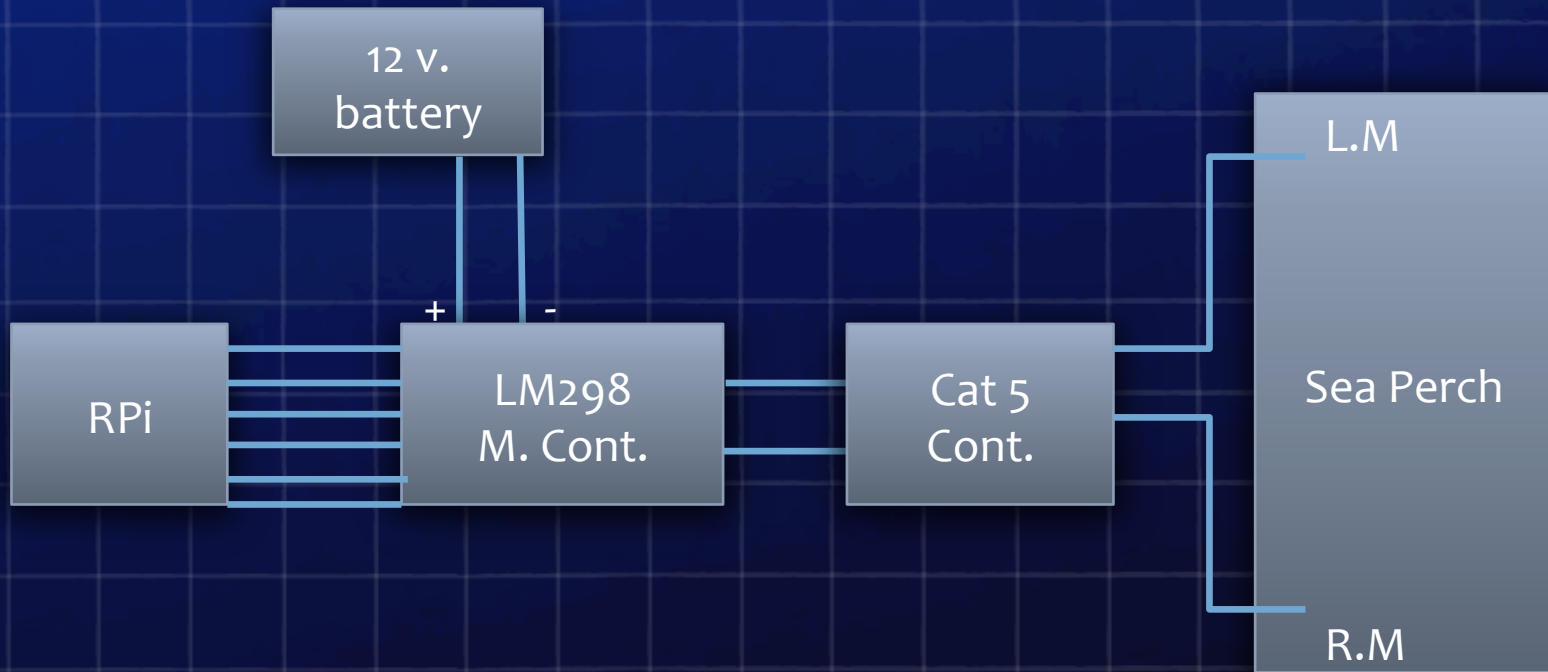 12 v.
battery
+ -
RPi
LM298
M. Cont.
Cat 5
Cont.
L.M
Sea Perch
R.M